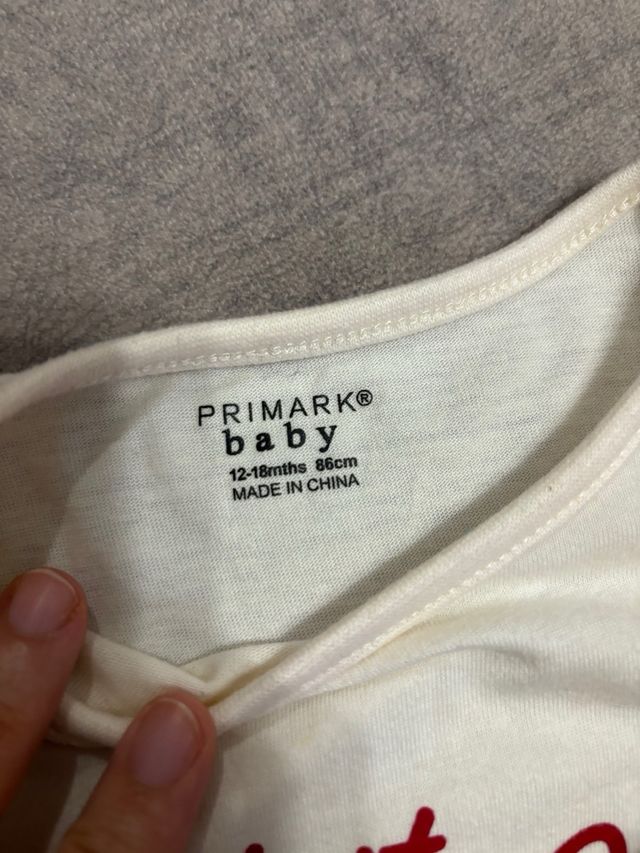 PRIMARK®
baby
12-18mths 86cm
MADE IN CHINA